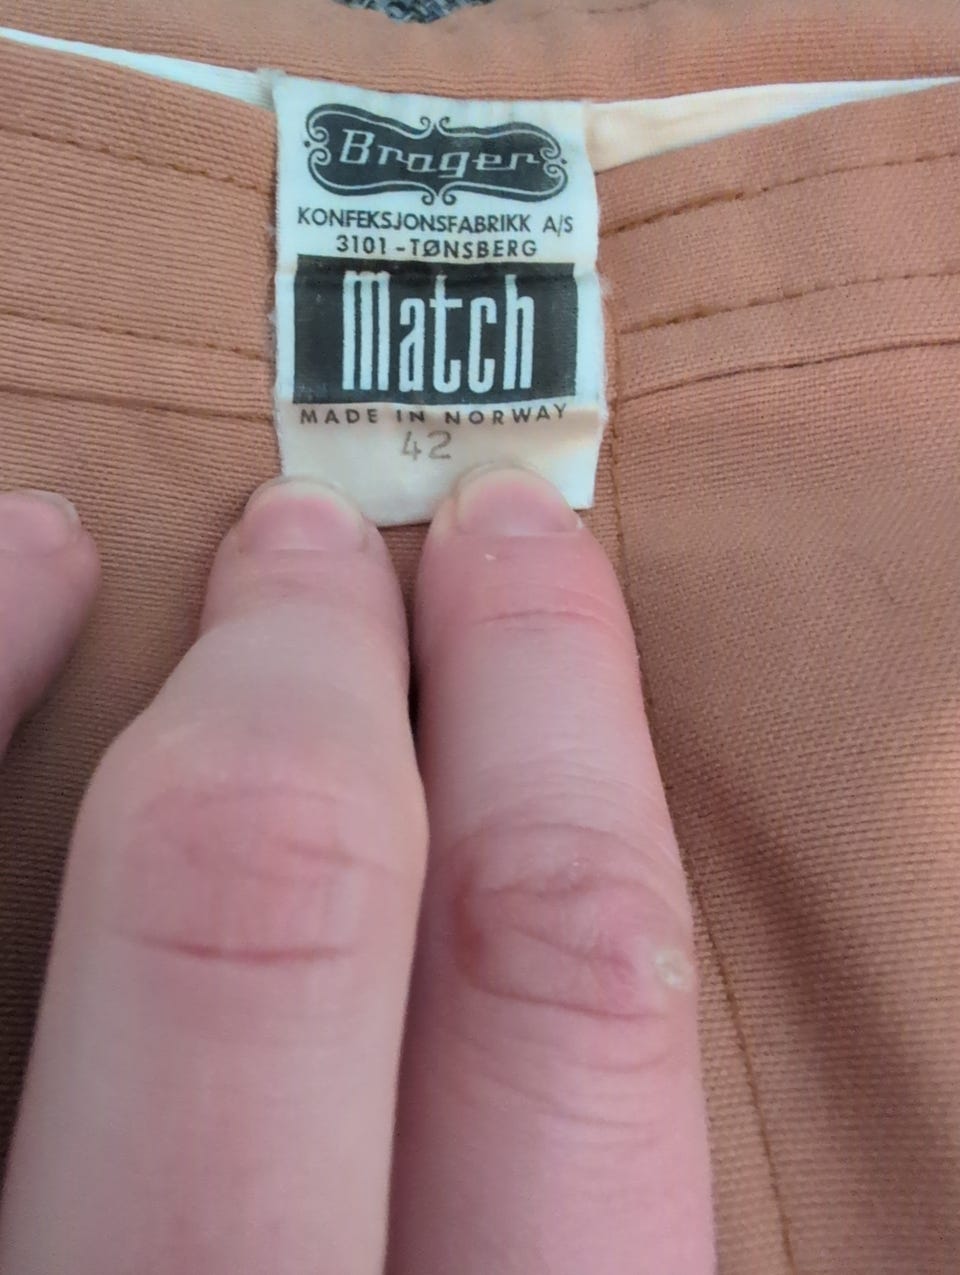 Brager
KONFEKSJONSFABRIKK A/S
3101-TØNSBERG
Match
MADE IN NORWAY
42